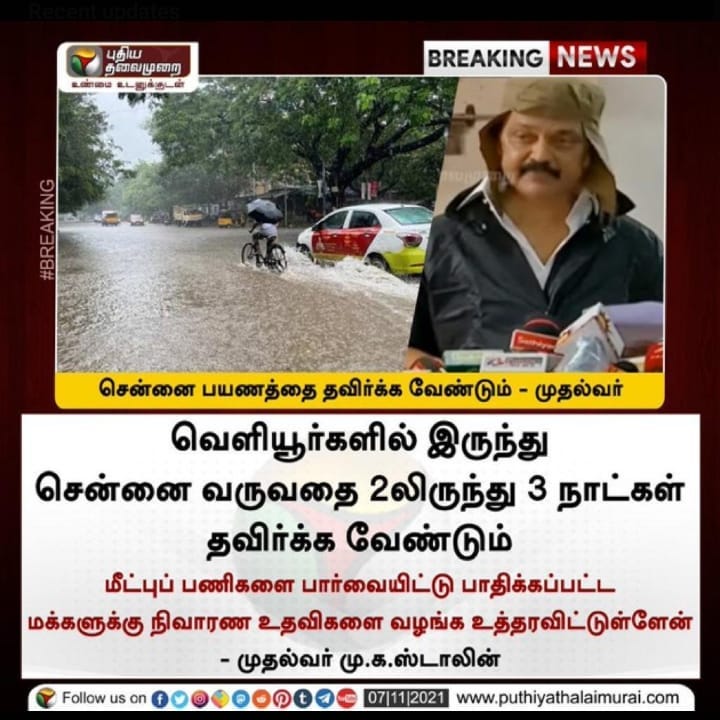 Recent updates
புதிய
தலைமுறை
உண்மை உடனுக்குடன்
BREAKING NEWS
#BREAKING
சென்னை பயணத்தை தவிர்க்க வேண்டும் - முதல்வர்
வெளியூர்களில் இருந்து
சென்னை வருவதை 2லிருந்து 3 நாட்கள்
தவிர்க்க வேண்டும்
மீட்புப் பணிகளை பார்வையிட்டு பாதிக்கப்பட்ட
மக்களுக்கு நிவாரண உதவிகளை வழங்க உத்தரவிட்டுள்ளேன்
- முதல்வர் மு.க.ஸ்டாலின்
Follow us on 07|11|2021 www.puthiyathalaimurai.com